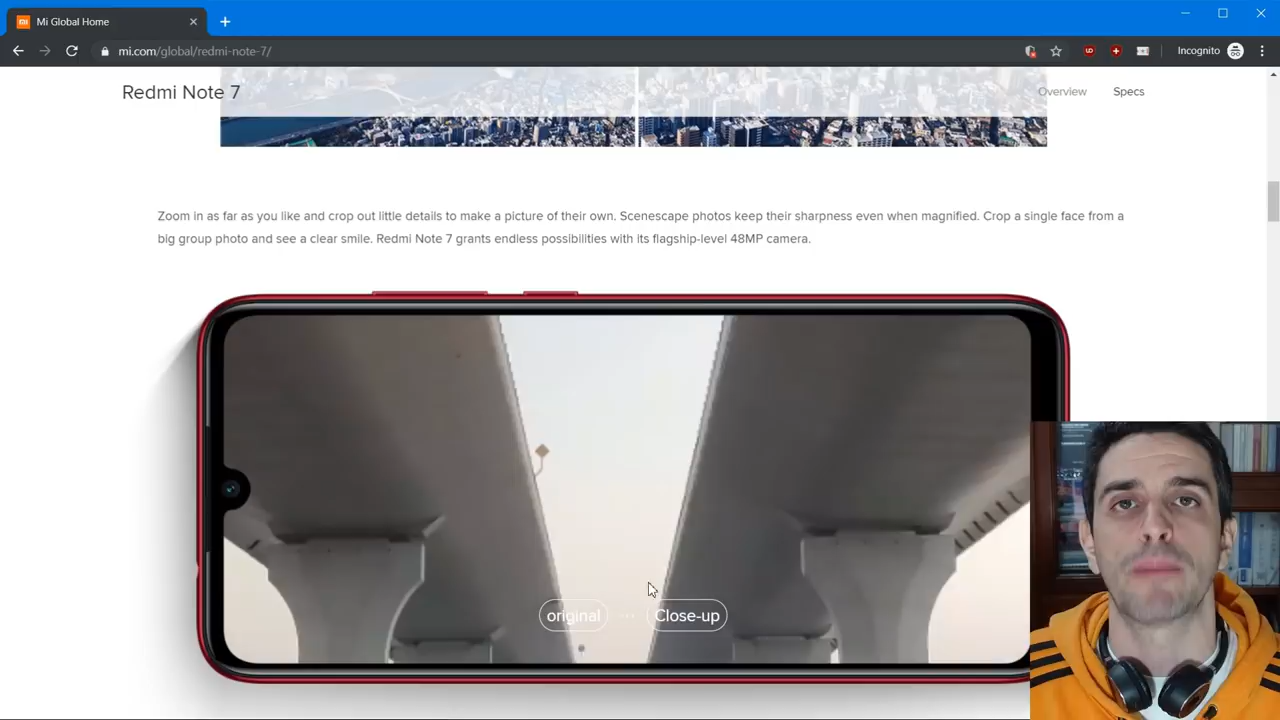 Mi Global Home
mi.com/global/redmi-note-7/
Incognito
Redmi Note 7
Overview
Specs
Zoom in as far as you like and crop out little details to make a picture of their own. Scenescape photos keep their sharpness even when magnified. Crop a single face from a
big group photo and see a clear smile. Redmi Note 7 grants endless possibilities with its flagship-level 48MP camera.
original ··· Close-up